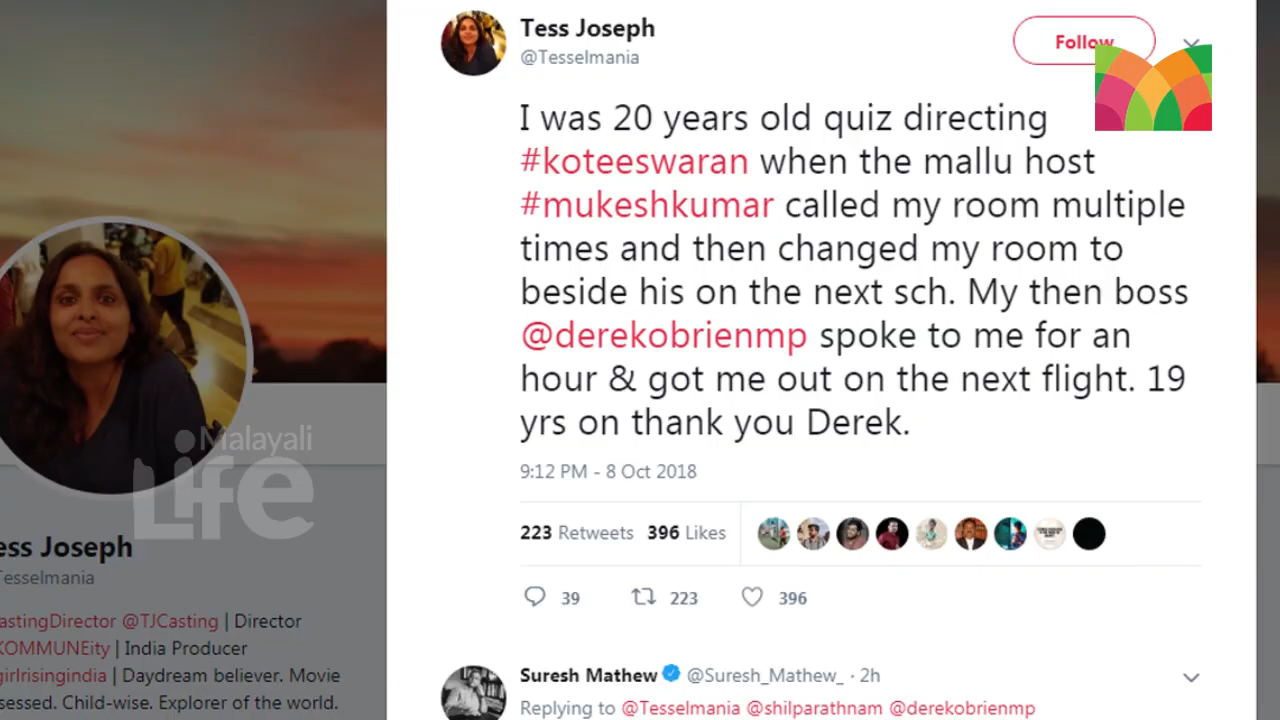 Tess Joseph
@Tesselmania
Follow
I was 20 years old quiz directing
#koteeswaran when the mallu host
#mukeshkumar called my room multiple
times and then changed my room to
beside his on the next sch. My then boss
@derekobrienmp spoke to me for an
hour & got me out on the next flight. 19
yrs on thank you Derek.
9:12 PM - 8 Oct 2018
223 Retweets 396 Likes
39 223 396
Suresh Mathew @Suresh_Mathew_ · 2h
Replying to @Tesselmania @shilparathnam @derekobrienmp
Malayali
Life
ess Joseph
Tesselmania
astingDirector @TJCasting | Director
KOMMUNEity | India Producer
girlrisingindia | Daydream believer. Movie
sessed. Child-wise. Explorer of the world.